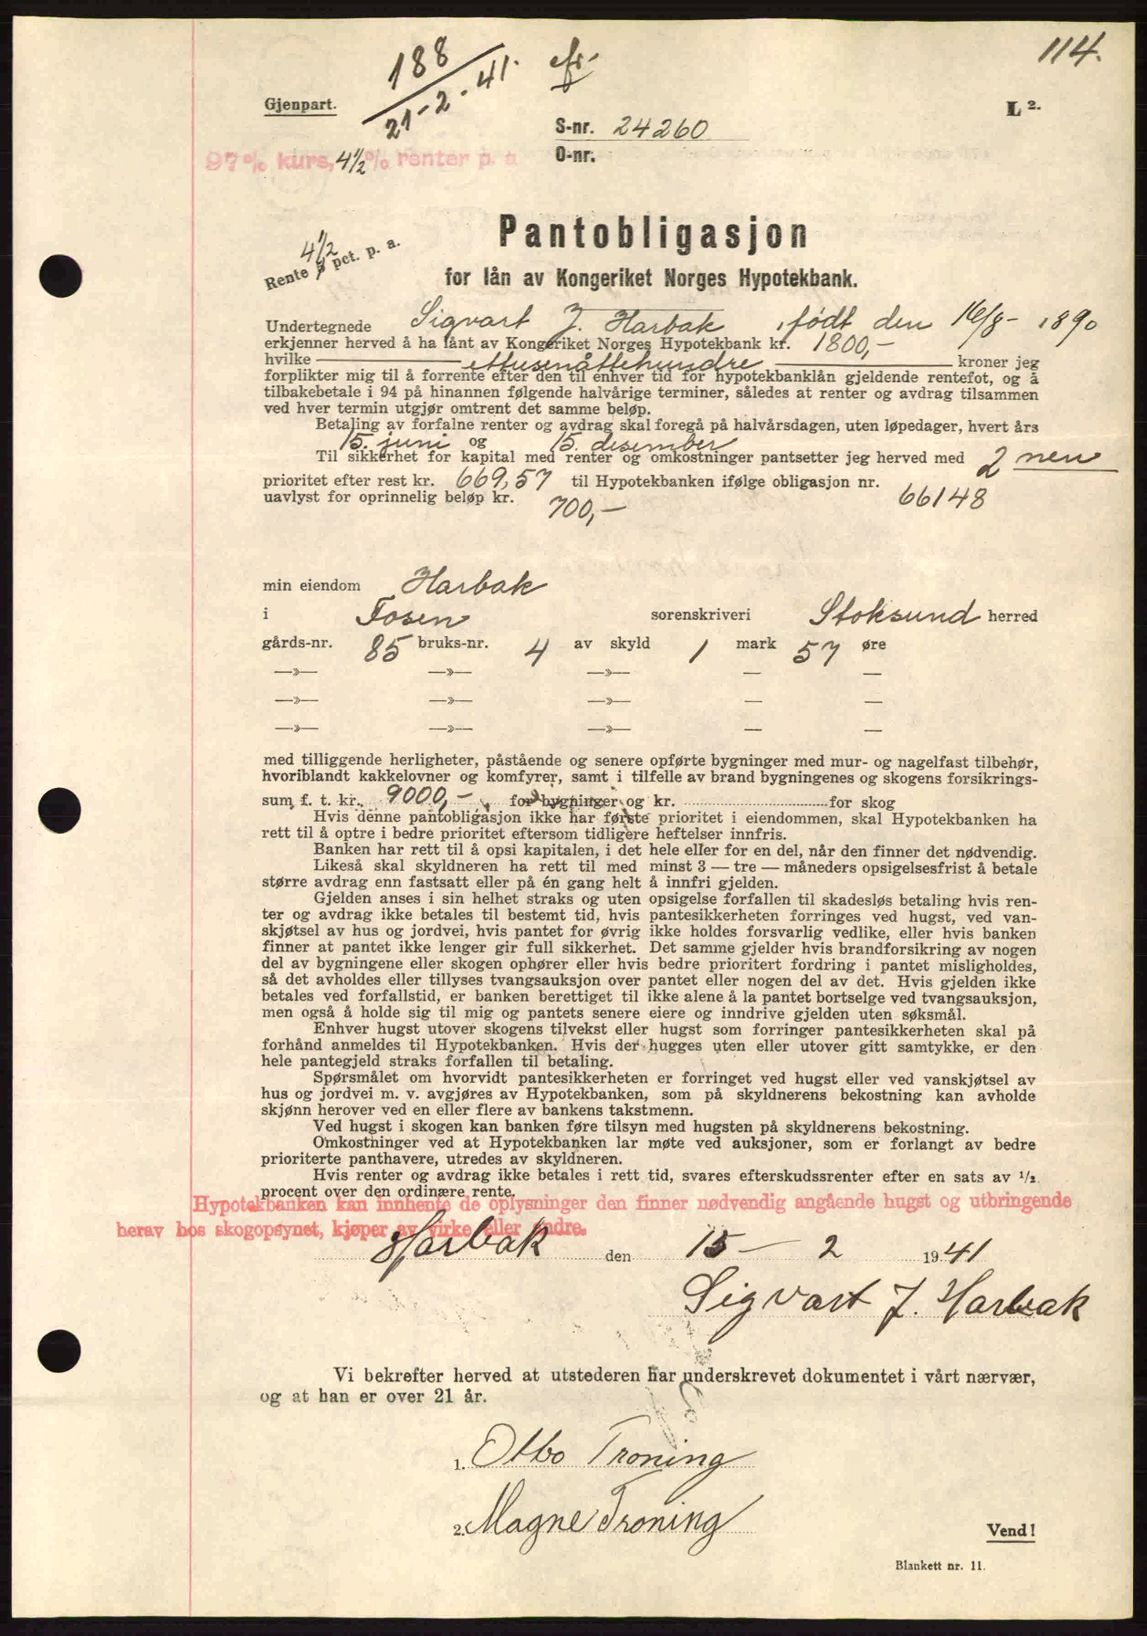 114.
188
21-2-41.
Gjenpart.
L 2.
S-nr. 24260
O-nr.
97% kurs, 4½% renter p. a
Pantobligasjon
4½
Rente 5 pct. p. a.
for lån av Kongeriket Norges Hypotekbank.
Undertegnede Sigvart J. Harbak, født den 16/8 - 1890
erkjenner herved å ha lånt av Kongeriket Norges Hypotekbank kr. 1800,-
hvilke ettusenåttehundre kroner jeg
forplikter mig til å forrente efter den til enhver tid for hypotekbanklån gjeldende rentefot, og å
tilbakebetale i 94 på hinannen følgende halvårige terminer, således at renter og avdrag tilsammen
ved hver termin utgjør omtrent det samme beløp.
Betaling av forfalne renter og avdrag skal foregå på halvårsdagen, uten løpedager, hvert års
15. juni og 15. desember
Til sikkerhet for kapital med renter og omkostninger pantsetter jeg herved med 2 nen
prioritet efter rest kr. 669,57 til Hypotekbanken ifølge obligasjon nr. 66148
uavlyst for oprinnelig beløp kr. 700,-
min eiendom Harbak
i Fosen sorenskriveri Stoksund herred
gårds-nr. 85 bruks-nr. 4 av skyld 1 mark 57 øre
—»— —»— —»— — —
—»— —»— —»— — —
—»— —»— —»— — —
med tilliggende herligheter, påstående og senere opførte bygninger med mur- og nagelfast tilbehør,
hvoriblandt kakkelovner og komfyrer, samt i tilfelle av brand bygningenes og skogens forsikrings-
sum f. t. kr. 9000,- for bygninger og kr. for skog
Hvis denne pantobligasjon ikke har første prioritet i eiendommen, skal Hypotekbanken ha
rett til å optre i bedre prioritet eftersom tidligere heftelser innfris.
Banken har rett til å opsi kapitalen, i det hele eller for en del, når den finner det nødvendig.
Likeså skal skyldneren ha rett til med minst 3 — tre — måneders opsigelsesfrist å betale
større avdrag enn fastsatt eller på én gang helt å innfri gjelden.
Gjelden anses i sin helhet straks og uten opsigelse forfallen til skadesløs betaling hvis ren-
ter og avdrag ikke betales til bestemt tid, hvis pantesikkerheten forringes ved hugst, ved van-
skjøtsel av hus og jordvei, hvis pantet for øvrig ikke holdes forsvarlig vedlike, eller hvis banken
finner at pantet ikke lenger gir full sikkerhet. Det samme gjelder hvis brandforsikring av nogen
del av bygningene eller skogen ophører eller hvis bedre prioritert fordring i pantet misligholdes,
så det avholdes eller tillyses tvangsauksjon over pantet eller nogen del av det. Hvis gjelden ikke
betales ved forfallstid, er banken berettiget til ikke alene å la pantet bortselge ved tvangsauksjon,
men også å holde sig til mig og pantets senere eiere og inndrive gjelden uten søksmål.
Enhver hugst utover skogens tilvekst eller hugst som forringer pantesikkerheten skal på
forhånd anmeldes til Hypotekbanken. Hvis der hugges uten eller utover gitt samtykke, er den
hele pantegjeld straks forfallen til betaling.
Spørsmålet om hvorvidt pantesikkerheten er forringet ved hugst eller ved vanskjøtsel av
hus og jordvei m. v. avgjøres av Hypotekbanken, som på skyldnerens bekostning kan avholde
skjønn herover ved en eller flere av bankens takstmenn.
Ved hugst i skogen kan banken føre tilsyn med hugsten på skyldnerens bekostning.
Omkostninger ved at Hypotekbanken lar møte ved auksjoner, som er forlangt av bedre
prioriterte panthavere, utredes av skyldneren.
Hvis renter og avdrag ikke betales i rett tid, svares efterskudssrenter efter en sats av ½
procent over den ordinære rente.
Hypotekbanken kan innhente de oplysninger den finner nødvendig angående hugst og utbringende
herav hos skogopsynet, kjøper av virke eller andre.
Harbak den 15 - 2 1941
Sigvart J. Harbak
Vi bekrefter herved at utstederen har underskrevet dokumentet i vårt nærvær,
og at han er over 21 år.
1. Otto Troning
2. Magne Troning
Vend!
Blankett nr. 11.